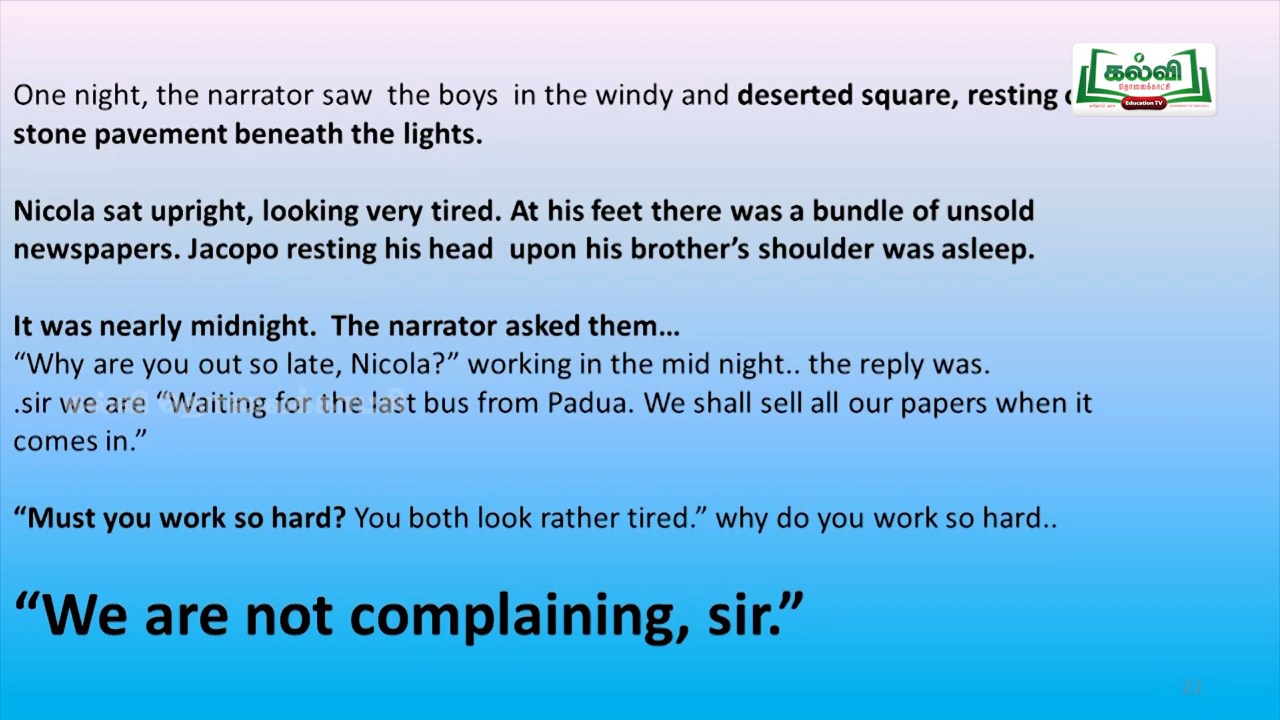 கல்வி
தொலைக்காட்சி
Education TV
One night, the narrator saw the boys in the windy and deserted square, resting
stone pavement beneath the lights.
Nicola sat upright, looking very tired. At his feet there was a bundle of unsold
newspapers. Jacopo resting his head upon his brother’s shoulder was asleep.
It was nearly midnight. The narrator asked them…
“Why are you out so late, Nicola?” working in the mid night.. the reply was.
.sir we are “Waiting for the last bus from Padua. We shall sell all our papers when it
comes in.”
“Must you work so hard? You both look rather tired.” why do you work so hard..
“We are not complaining, sir.”
22